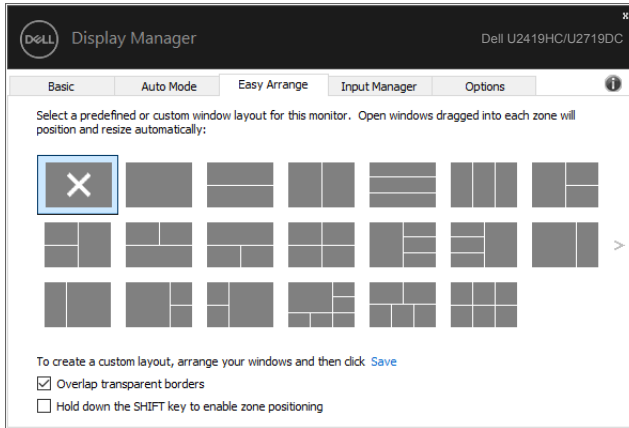 x
DELL Display Manager
Dell U2419HC/U2719DC
Basic Auto Mode Easy Arrange Input Manager Options i
Select a predefined or custom window layout for this monitor. Open windows dragged into each zone will
position and resize automatically:
>
To create a custom layout, arrange your windows and then click Save
Overlap transparent borders
Hold down the SHIFT key to enable zone positioning